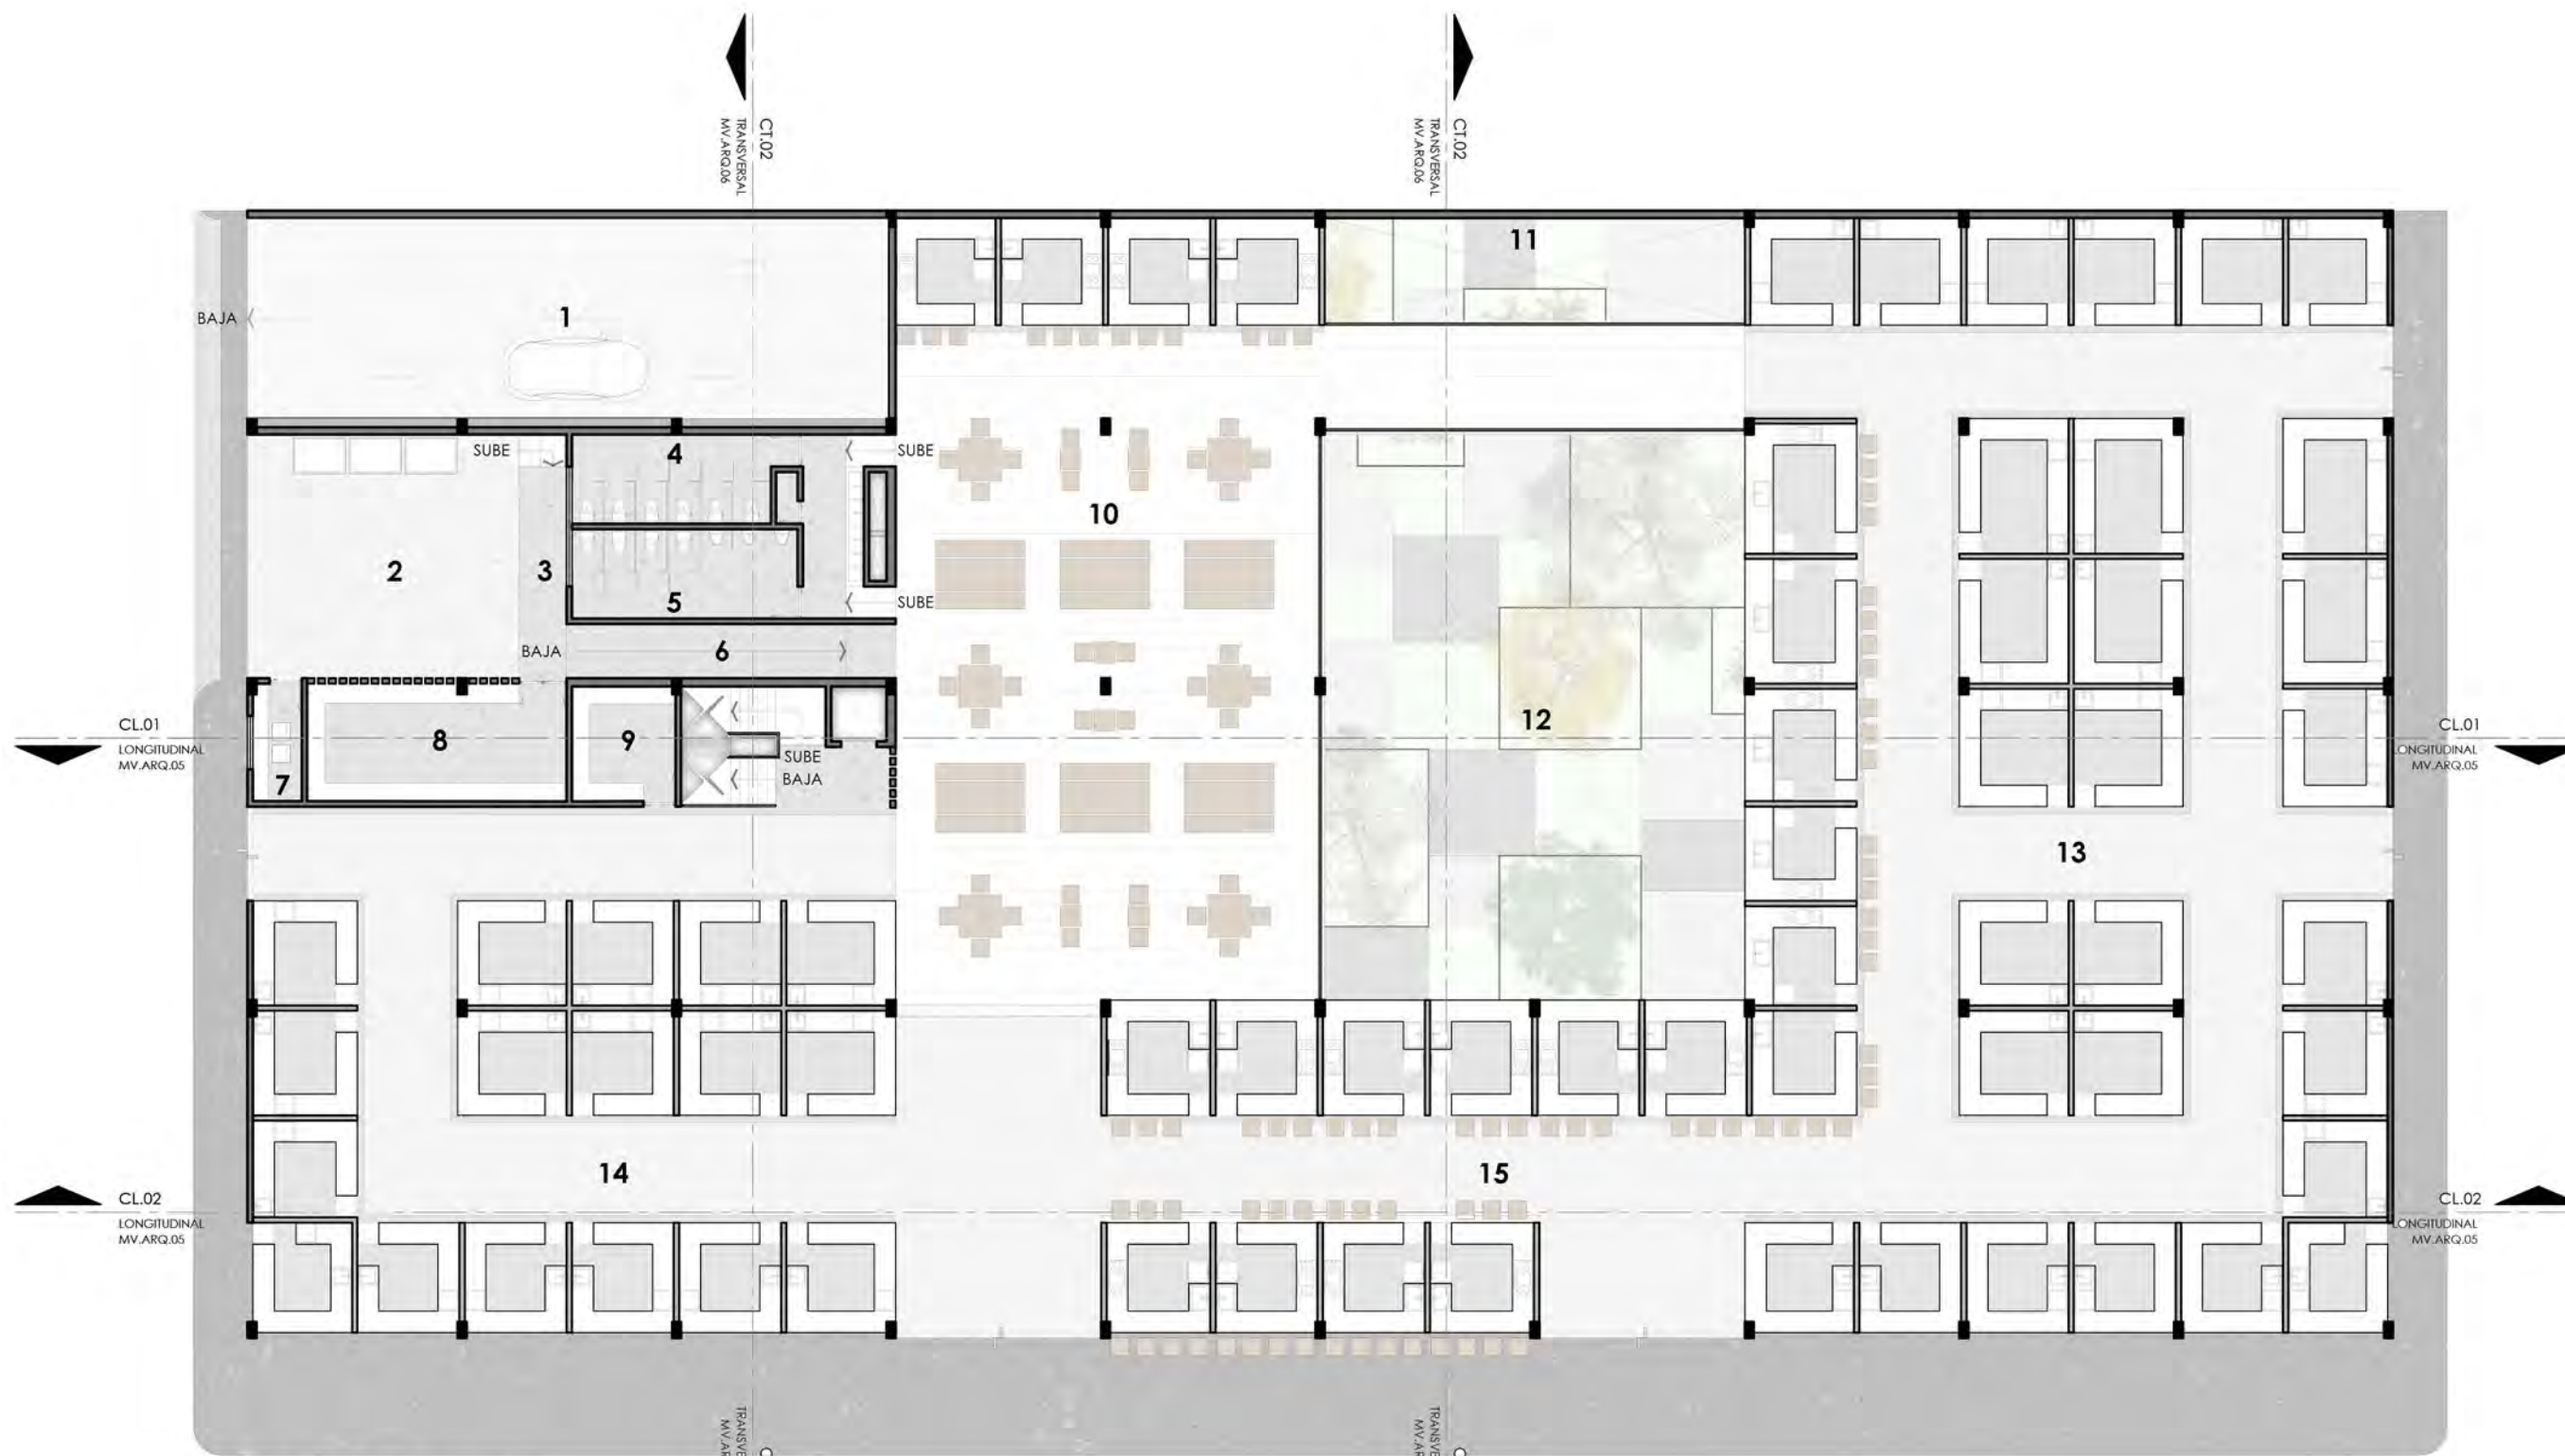 CT.02
TRANSVERSAL
MV.ARQ.06
CT.02
TRANSVERSAL
MV.ARQ.06
11
1
BAJA
SUBE
4
SUBE
10
2
3
5
SUBE
BAJA
6
12
CL.01
LONGITUDINAL
MV.ARQ.05
8
9
SUBE
BAJA
7
CL.01
LONGITUDINAL
MV.ARQ.05
13
14
15
CL.02
LONGITUDINAL
MV.ARQ.05
CL.02
LONGITUDINAL
MV.ARQ.05